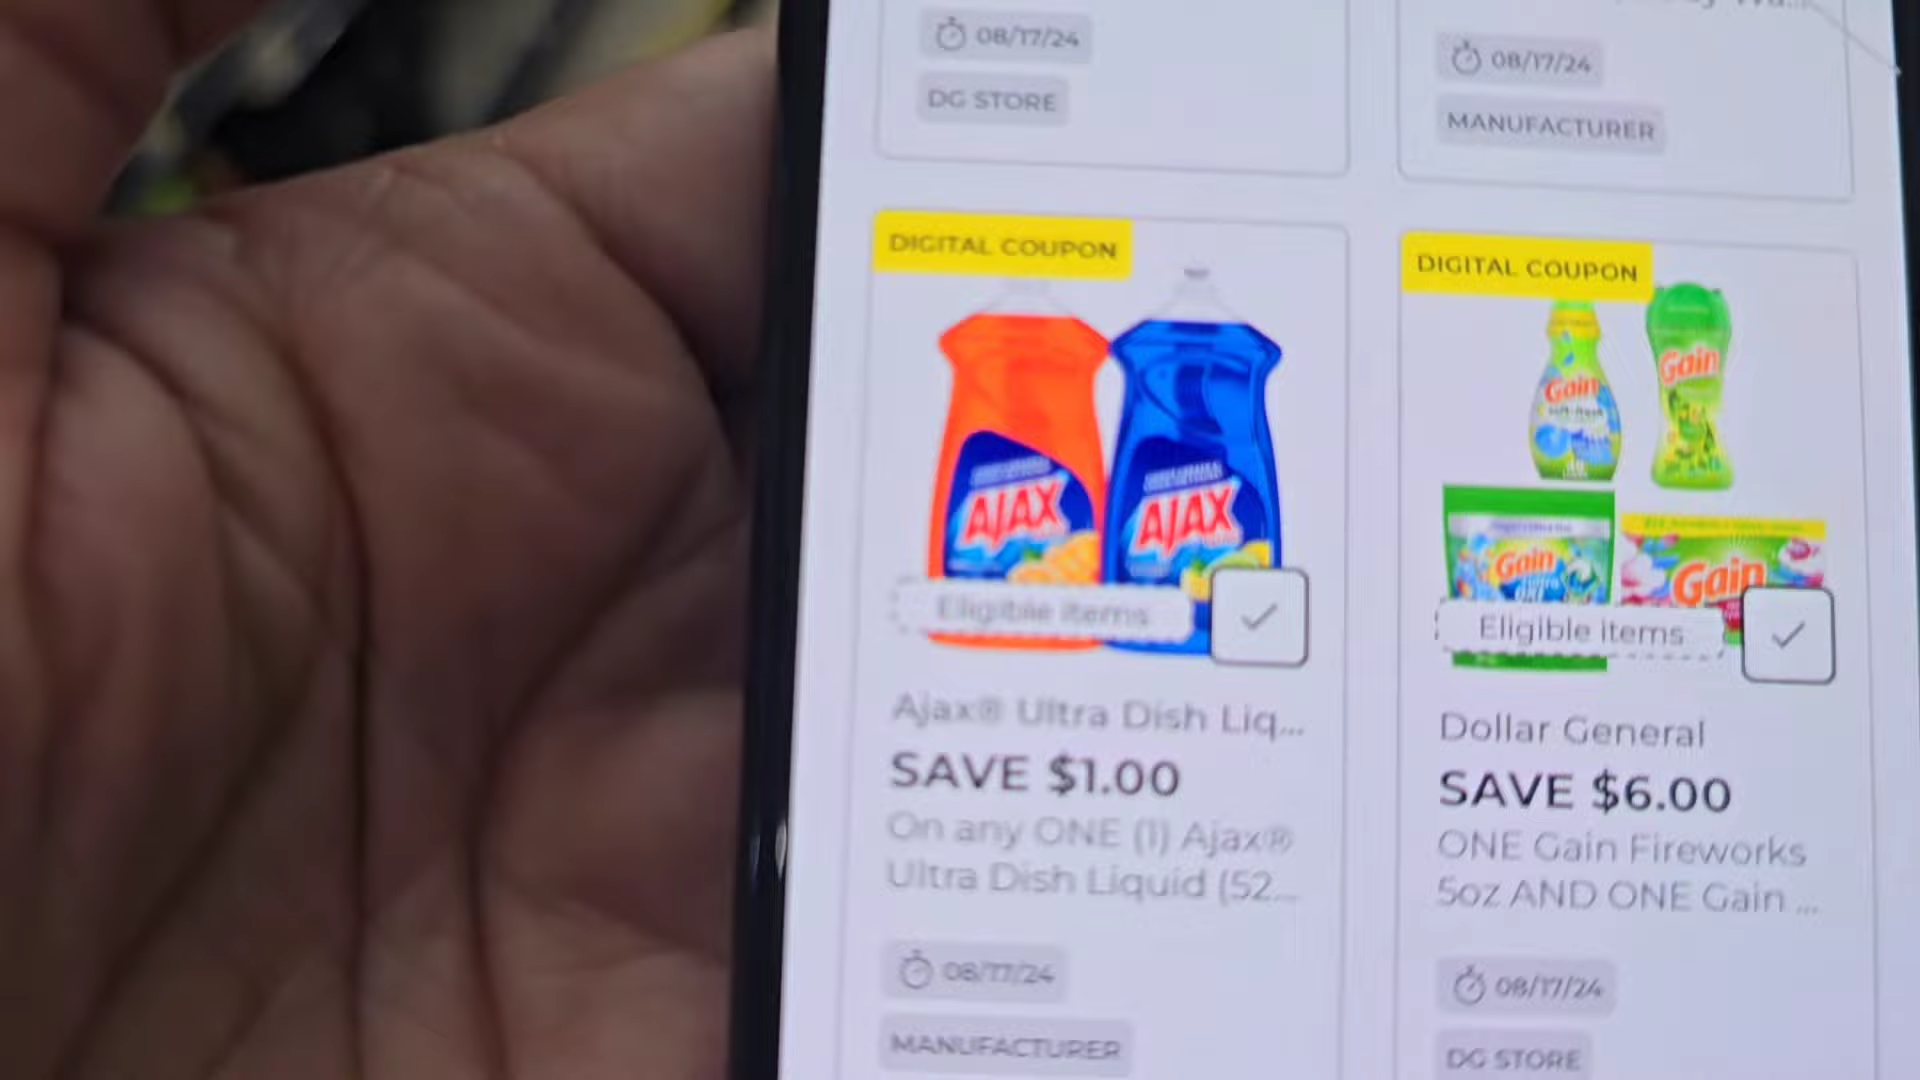 08/17/24
DG STORE
08/17/24
MANUFACTURER
DIGITAL COUPON
AJAX
AJAX
Eligible items
Ajax® Ultra Dish Liq...
SAVE $1.00
On any ONE (1) Ajax®
Ultra Dish Liquid (52...
08/17/24
MANUFACTURER
DIGITAL COUPON
Gain
Gain
Gain
Gain
Eligible items
Dollar General
SAVE $6.00
ONE Gain Fireworks
5oz AND ONE Gain ...
08/17/24
DG STORE